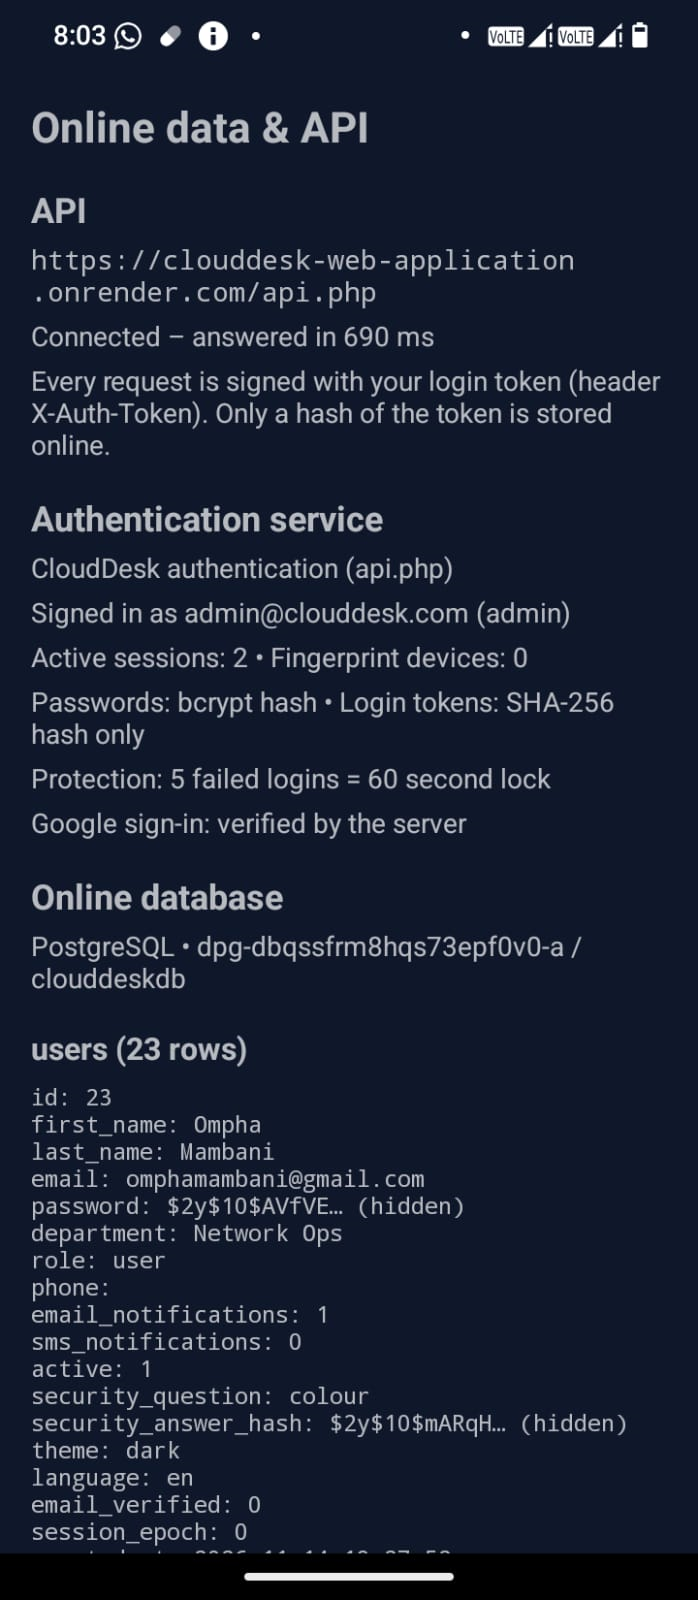 8:03
VoLTE VoLTE
Online data & API
API
https://clouddesk-web-application
.onrender.com/api.php
Connected – answered in 690 ms
Every request is signed with your login token (header
X-Auth-Token). Only a hash of the token is stored
online.
Authentication service
CloudDesk authentication (api.php)
Signed in as admin@clouddesk.com (admin)
Active sessions: 2 • Fingerprint devices: 0
Passwords: bcrypt hash • Login tokens: SHA-256
hash only
Protection: 5 failed logins = 60 second lock
Google sign-in: verified by the server
Online database
PostgreSQL • dpg-dbqssfrm8hqs73epf0v0-a /
clouddeskdb
users (23 rows)
id: 23
first_name: Ompha
last_name: Mambani
email: omphamambani@gmail.com
password: $2y$10$AVfVE… (hidden)
department: Network Ops
role: user
phone:
email_notifications: 1
sms_notifications: 0
active: 1
security_question: colour
security_answer_hash: $2y$10$mARqH… (hidden)
theme: dark
language: en
email_verified: 0
session_epoch: 0